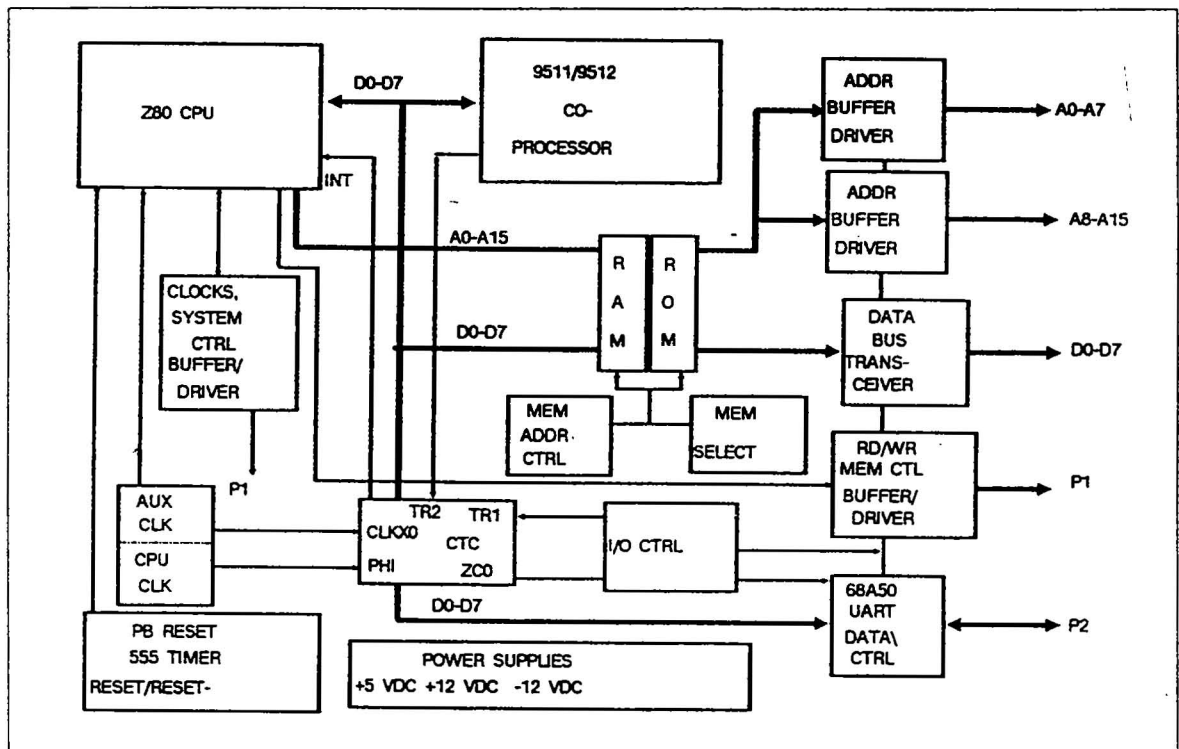 Z80 CPU
D0-D7
9511/9512
CO-
PROCESSOR
ADDR
BUFFER
DRIVER
A0-A7
INT
ADDR
BUFFER
DRIVER
A8-A15
A0-A15
R
A
M
R
O
M
CLOCKS,
SYSTEM
CTRL
BUFFER/
DRIVER
D0-D7
DATA
BUS
TRANS-
CEIVER
D0-D7
MEM
ADDR
CTRL
MEM
SELECT
RD/WR
MEM CTL
BUFFER/
DRIVER
P1
P1
AUX
CLK
CPU
CLK
TR2
TR1
CLKX0
CTC
PHI
ZC0
I/O CTRL
D0-D7
68A50
UART
DATA\
CTRL
P2
PB RESET
555 TIMER
RESET/RESET-
POWER SUPPLIES
+5 VDC +12 VDC -12 VDC